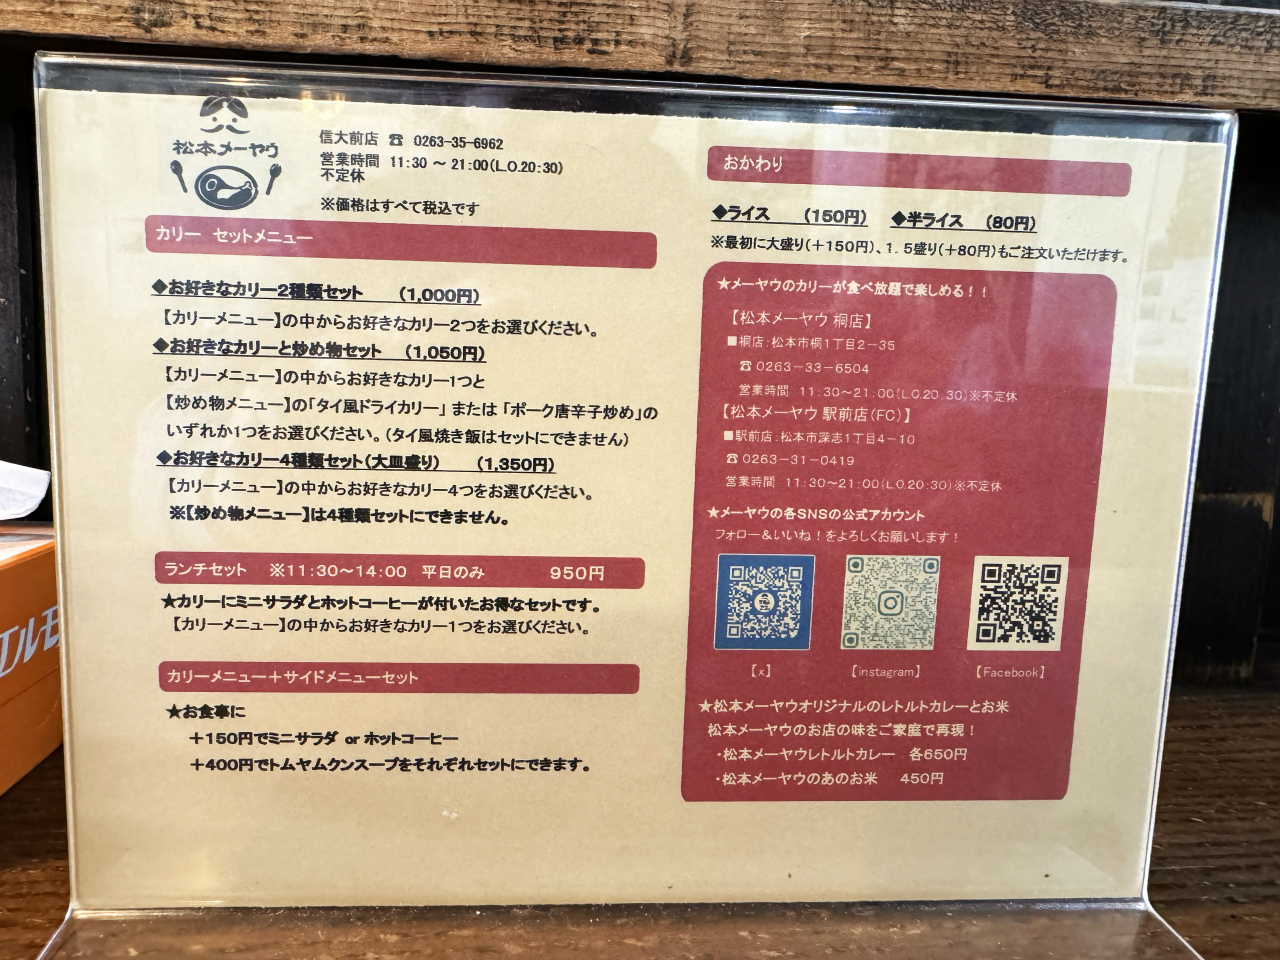 松本メーヤウ
信大前店 ☎ 0263-35-6962
営業時間 11:30 ～ 21:00(L.O.20:30)
不定休
※価格はすべて税込です
カリー セットメニュー
◆お好きなカリー2種類セット (1,000円)
【カリーメニュー】の中からお好きなカリー2つをお選びください。
◆お好きなカリーと炒め物セット (1,050円)
【カリーメニュー】の中からお好きなカリー1つと
【炒め物メニュー】の「タイ風ドライカリー」または「ポーク唐辛子炒め」の
いずれか1つをお選びください。(タイ風焼き飯はセットにできません)
◆お好きなカリー4種類セット(大皿盛り) (1,350円)
【カリーメニュー】の中からお好きなカリー4つをお選びください。
※【炒め物メニュー】は4種類セットにできません。
ランチセット ※11:30～14:00 平日のみ 950円
★カリーにミニサラダとホットコーヒーが付いたお得なセットです。
【カリーメニュー】の中からお好きなカリー1つをお選びください。
カリーメニュー＋サイドメニューセット
★お食事に
＋150円でミニサラダ or ホットコーヒー
＋400円でトムヤムクンスープをそれぞれセットにできます。
おかわり
◆ライス (150円) ◆半ライス (80円)
※最初に大盛り(＋150円)、1.5盛り(＋80円)もご注文いただけます。
★メーヤウのカリーが食べ放題で楽しめる！！
【松本メーヤウ 桐店】
■桐店：松本市桐1丁目2－35
☎0263－33－6504
営業時間 11:30～21:00(L.O.20:30)※不定休
【松本メーヤウ 駅前店(FC)】
■駅前店：松本市深志1丁目4－10
☎0263－31－0419
営業時間 11:30～21:00(L.O.20:30)※不定休
★メーヤウの各SNSの公式アカウント
フォロー＆いいね！をよろしくお願いします！
【x】 【instagram】 【Facebook】
★松本メーヤウオリジナルのレトルトカレーとお米
松本メーヤウのお店の味をご家庭で再現！
・松本メーヤウレトルトカレー 各650円
・松本メーヤウのあのお米 450円